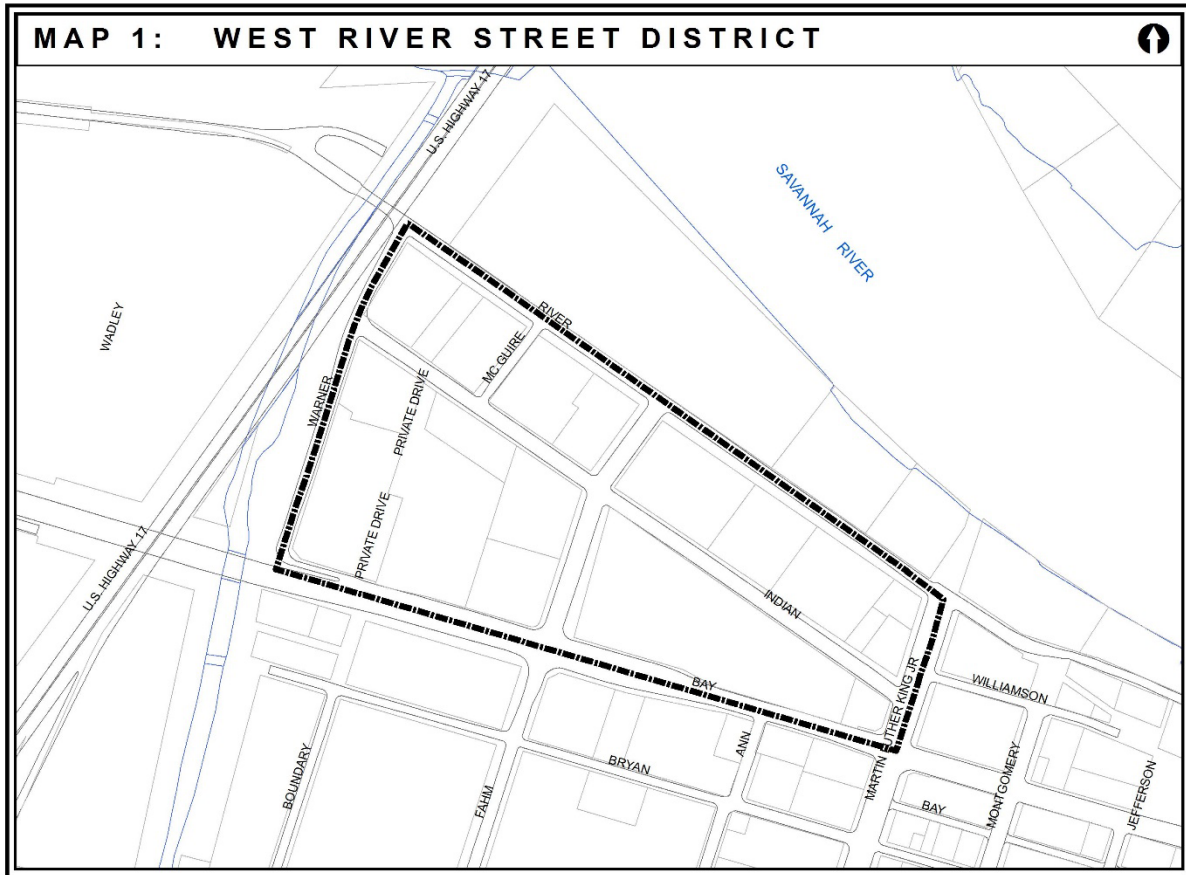 MAP 1: WEST RIVER STREET DISTRICT
U.S. HIGHWAY 17
SAVANNAH RIVER
WADLEY
RIVER
MC GUIRE
WARNER
PRIVATE DRIVE
PRIVATE DRIVE
U.S. HIGHWAY 17
INDIAN
BAY
MARTIN LUTHER KING JR
WILLIAMSON
BRYAN
ANN
BOUNDARY
FAHM
BAY
MONTGOMERY
JEFFERSON